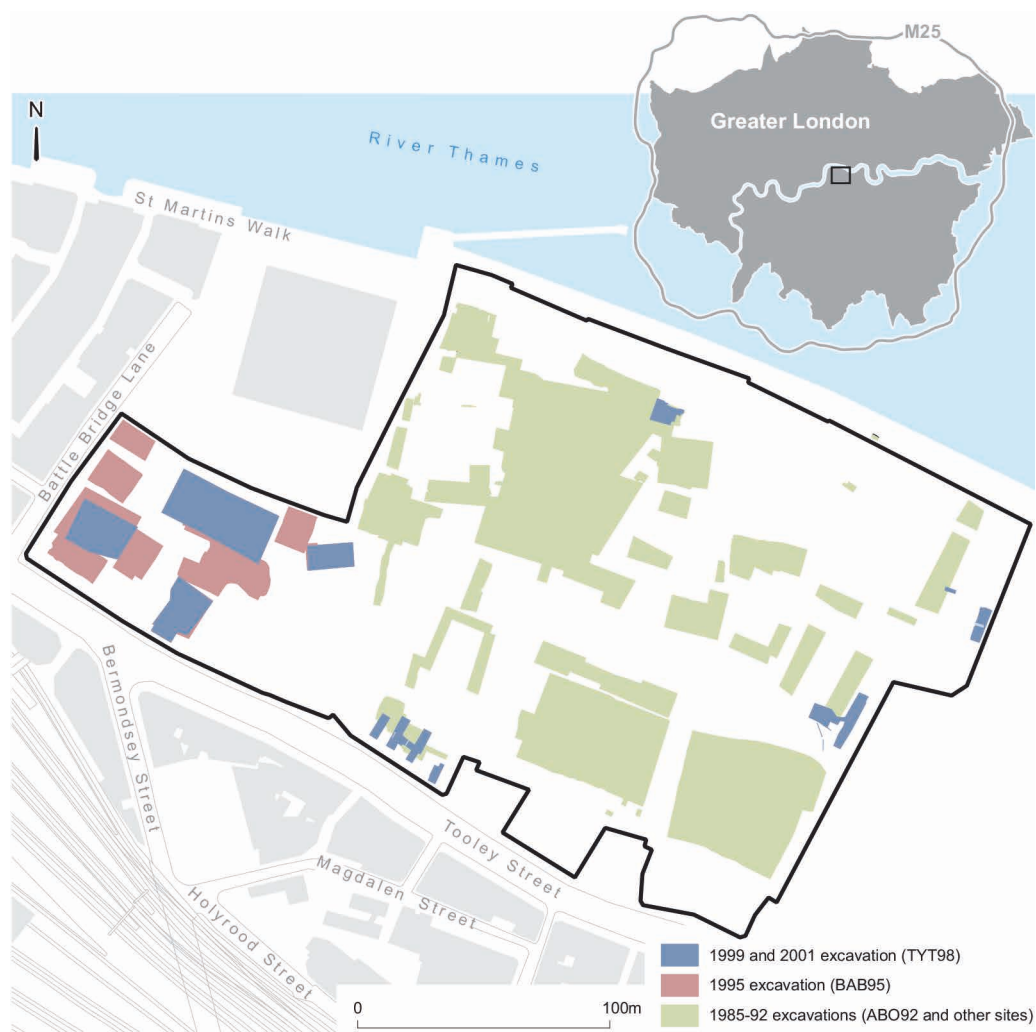 M25
Greater London
N
River Thames
St Martins Walk
Battle Bridge Lane
Bermondsey Street
Tooley Street
Magdalen Street
Holyrood Street
1999 and 2001 excavation (TYT98)
1995 excavation (BAB95)
1985-92 excavations (ABO92 and other sites)
0 100m